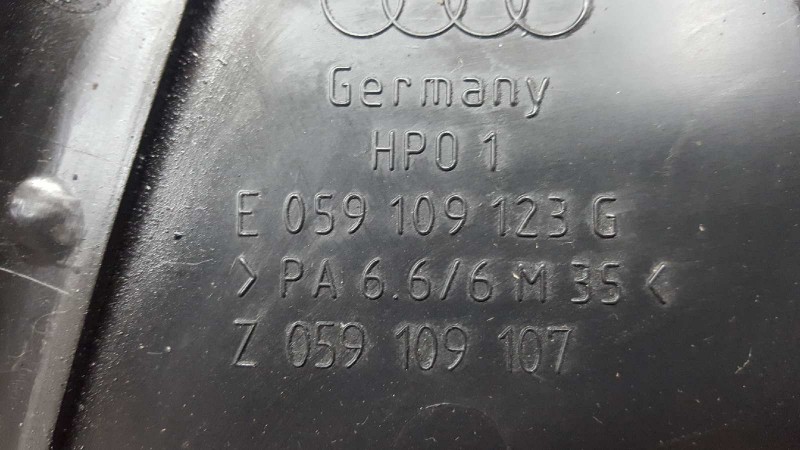 Germany
HPO 1
E 059 109 123 G
> PA 6.6/6 M 35 <
Z 059 109 107